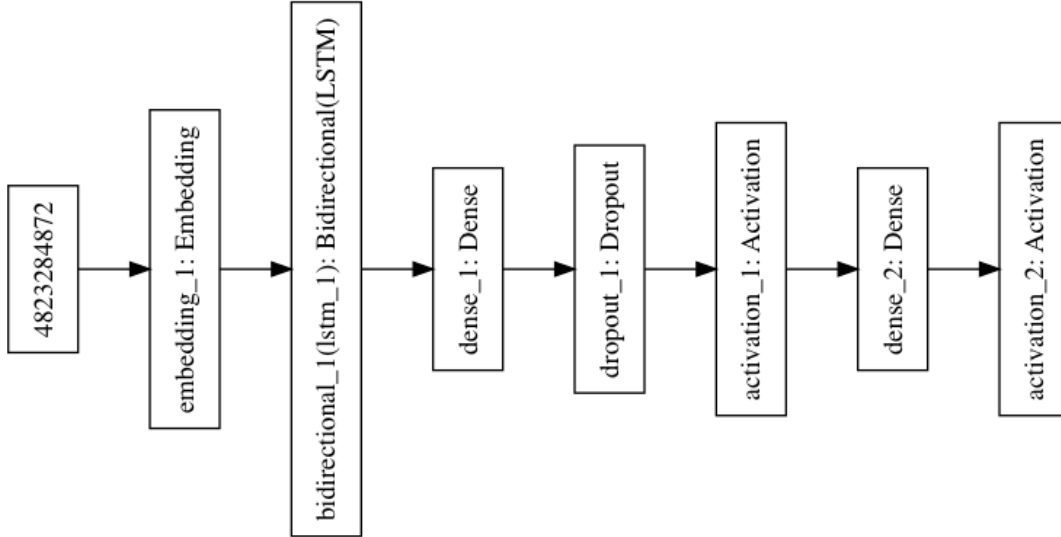 4823284872
embedding_1: Embedding
bidirectional_1(lstm_1): Bidirectional(LSTM)
dense_1: Dense
dropout_1: Dropout
activation_1: Activation
dense_2: Dense
activation_2: Activation